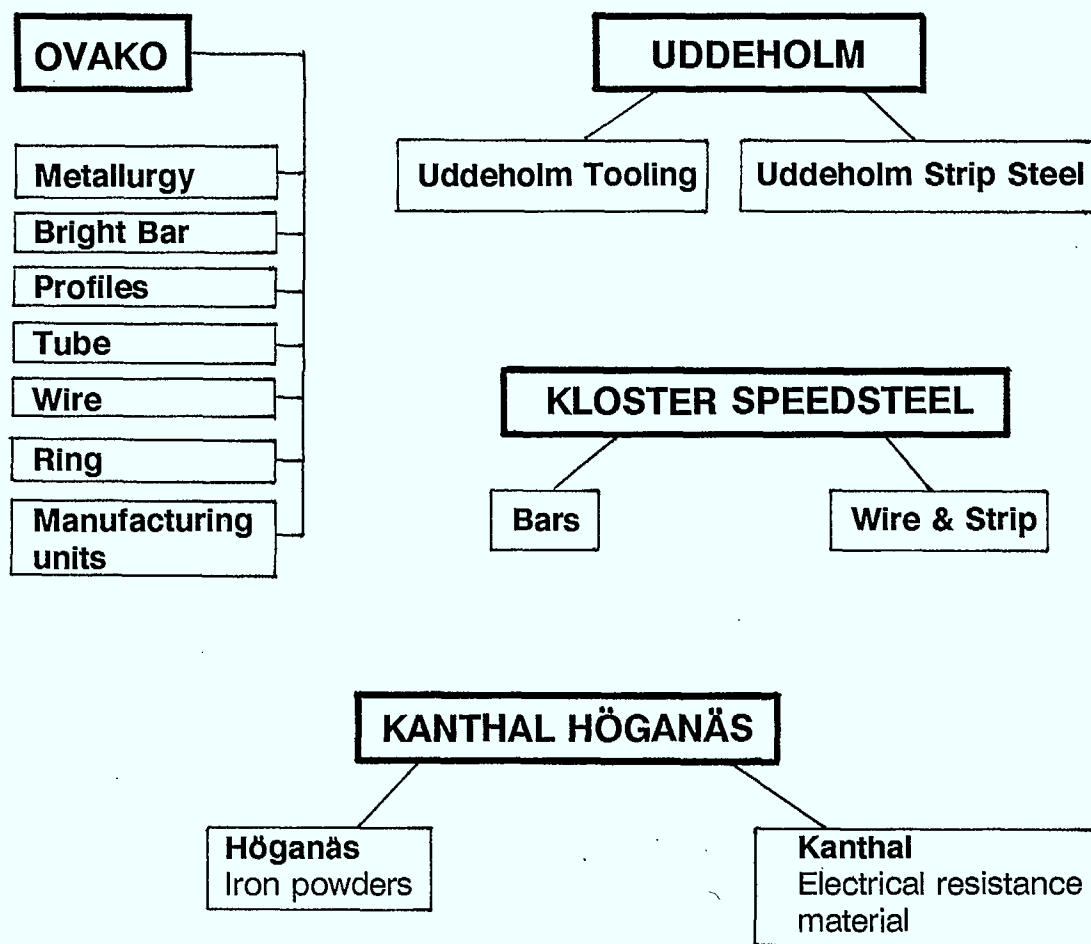 OVAKO
Metallurgy
Bright Bar
Profiles
Tube
Wire
Ring
Manufacturing
units
UDDEHOLM
Uddeholm Tooling
Uddeholm Strip Steel
KLOSTER SPEEDSTEEL
Bars
Wire & Strip
KANTHAL HÖGANÄS
Höganäs
Iron powders
Kanthal
Electrical resistance
material